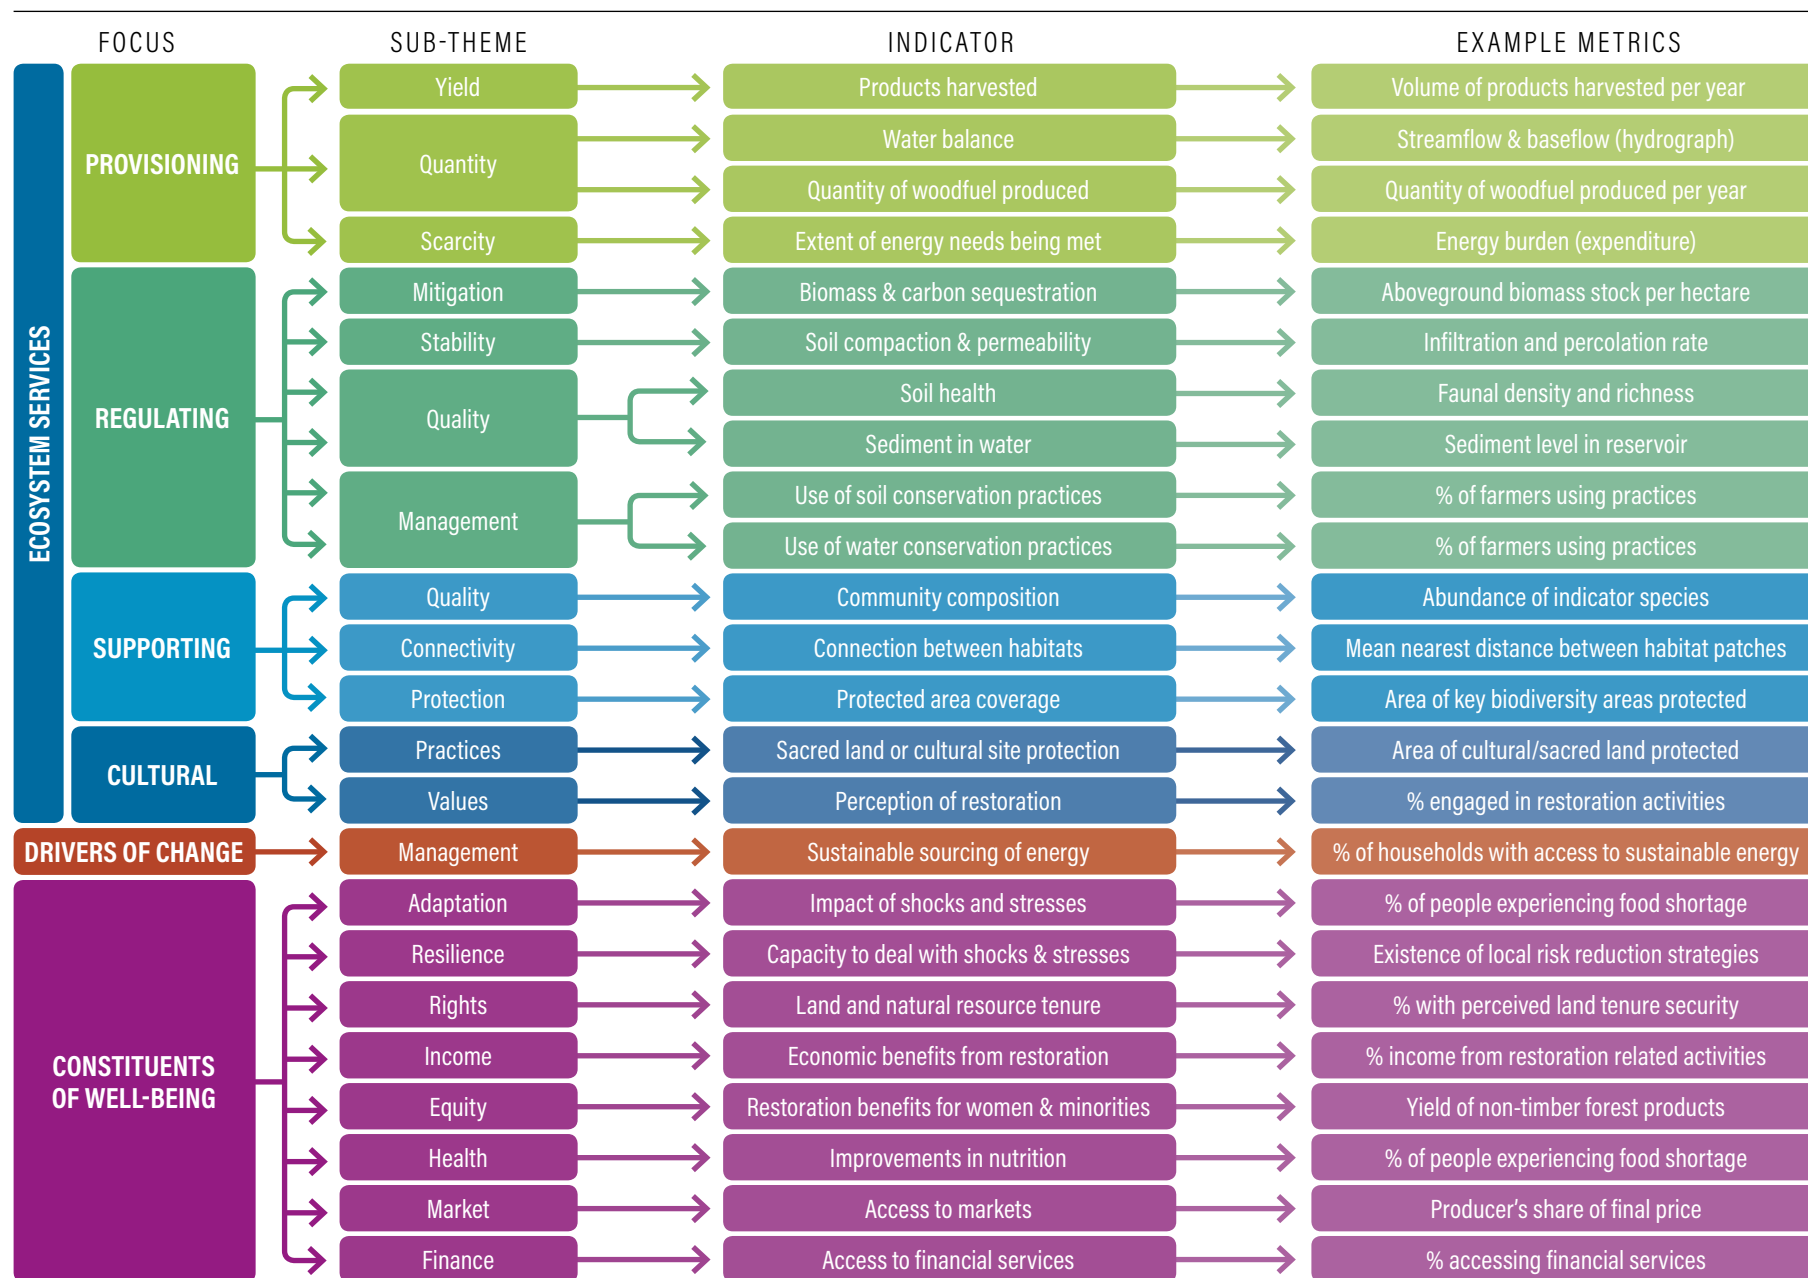 FOCUS
SUB-THEME
INDICATOR
EXAMPLE METRICS
ECOSYSTEM SERVICES
PROVISIONING
Yield
Products harvested
Volume of products harvested per year
Quantity
Water balance
Streamflow & baseflow (hydrograph)
Quantity of woodfuel produced
Quantity of woodfuel produced per year
Scarcity
Extent of energy needs being met
Energy burden (expenditure)
REGULATING
Mitigation
Biomass & carbon sequestration
Aboveground biomass stock per hectare
Stability
Soil compaction & permeability
Infiltration and percolation rate
Quality
Soil health
Faunal density and richness
Sediment in water
Sediment level in reservoir
Management
Use of soil conservation practices
% of farmers using practices
Use of water conservation practices
% of farmers using practices
SUPPORTING
Quality
Community composition
Abundance of indicator species
Connectivity
Connection between habitats
Mean nearest distance between habitat patches
Protection
Protected area coverage
Area of key biodiversity areas protected
CULTURAL
Practices
Sacred land or cultural site protection
Area of cultural/sacred land protected
Values
Perception of restoration
% engaged in restoration activities
DRIVERS OF CHANGE
Management
Sustainable sourcing of energy
% of households with access to sustainable energy
CONSTITUENTS
OF WELL-BEING
Adaptation
Impact of shocks and stresses
% of people experiencing food shortage
Resilience
Capacity to deal with shocks & stresses
Existence of local risk reduction strategies
Rights
Land and natural resource tenure
% with perceived land tenure security
Income
Economic benefits from restoration
% income from restoration related activities
Equity
Restoration benefits for women & minorities
Yield of non-timber forest products
Health
Improvements in nutrition
% of people experiencing food shortage
Market
Access to markets
Producer's share of final price
Finance
Access to financial services
% accessing financial services